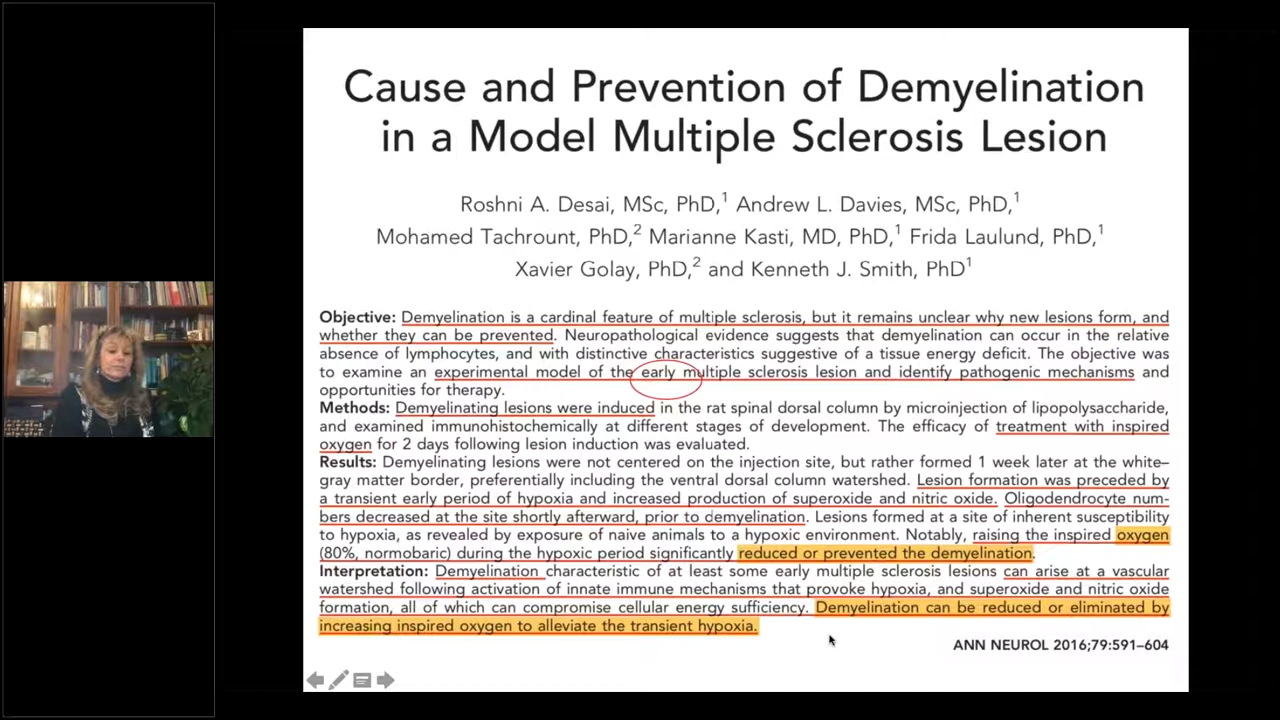 Cause and Prevention of Demyelination
in a Model Multiple Sclerosis Lesion
Roshni A. Desai, MSc, PhD,1 Andrew L. Davies, MSc, PhD,1
Mohamed Tachrount, PhD,2 Marianne Kasti, MD, PhD,1 Frida Laulund, PhD,1
Xavier Golay, PhD,2 and Kenneth J. Smith, PhD1
Objective: Demyelination is a cardinal feature of multiple sclerosis, but it remains unclear why new lesions form, and
whether they can be prevented. Neuropathological evidence suggests that demyelination can occur in the relative
absence of lymphocytes, and with distinctive characteristics suggestive of a tissue energy deficit. The objective was
to examine an experimental model of the early multiple sclerosis lesion and identify pathogenic mechanisms and
opportunities for therapy.
Methods: Demyelinating lesions were induced in the rat spinal dorsal column by microinjection of lipopolysaccharide,
and examined immunohistochemically at different stages of development. The efficacy of treatment with inspired
oxygen for 2 days following lesion induction was evaluated.
Results: Demyelinating lesions were not centered on the injection site, but rather formed 1 week later at the white–
gray matter border, preferentially including the ventral dorsal column watershed. Lesion formation was preceded by
a transient early period of hypoxia and increased production of superoxide and nitric oxide. Oligodendrocyte num-
bers decreased at the site shortly afterward, prior to demyelination. Lesions formed at a site of inherent susceptibility
to hypoxia, as revealed by exposure of naive animals to a hypoxic environment. Notably, raising the inspired oxygen
(80%, normobaric) during the hypoxic period significantly reduced or prevented the demyelination.
Interpretation: Demyelination characteristic of at least some early multiple sclerosis lesions can arise at a vascular
watershed following activation of innate immune mechanisms that provoke hypoxia, and superoxide and nitric oxide
formation, all of which can compromise cellular energy sufficiency. Demyelination can be reduced or eliminated by
increasing inspired oxygen to alleviate the transient hypoxia.
ANN NEUROL 2016;79:591–604